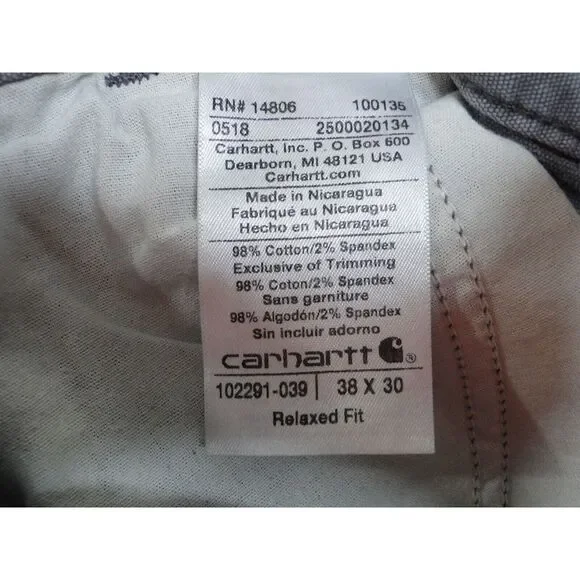 RN# 14806 100135
0518 2500020134
Carhartt, Inc. P. O. Box 600
Dearborn, MI 48121 USA
Carhartt.com
Made in Nicaragua
Fabriqué au Nicaragua
Hecho en Nicaragua
98% Cotton/2% Spandex
Exclusive of Trimming
98% Coton/2% Spandex
Sans garniture
98% Algodón/2% Spandex
Sin incluir adorno
carhartt ®
102291-039 | 38 X 30
Relaxed Fit